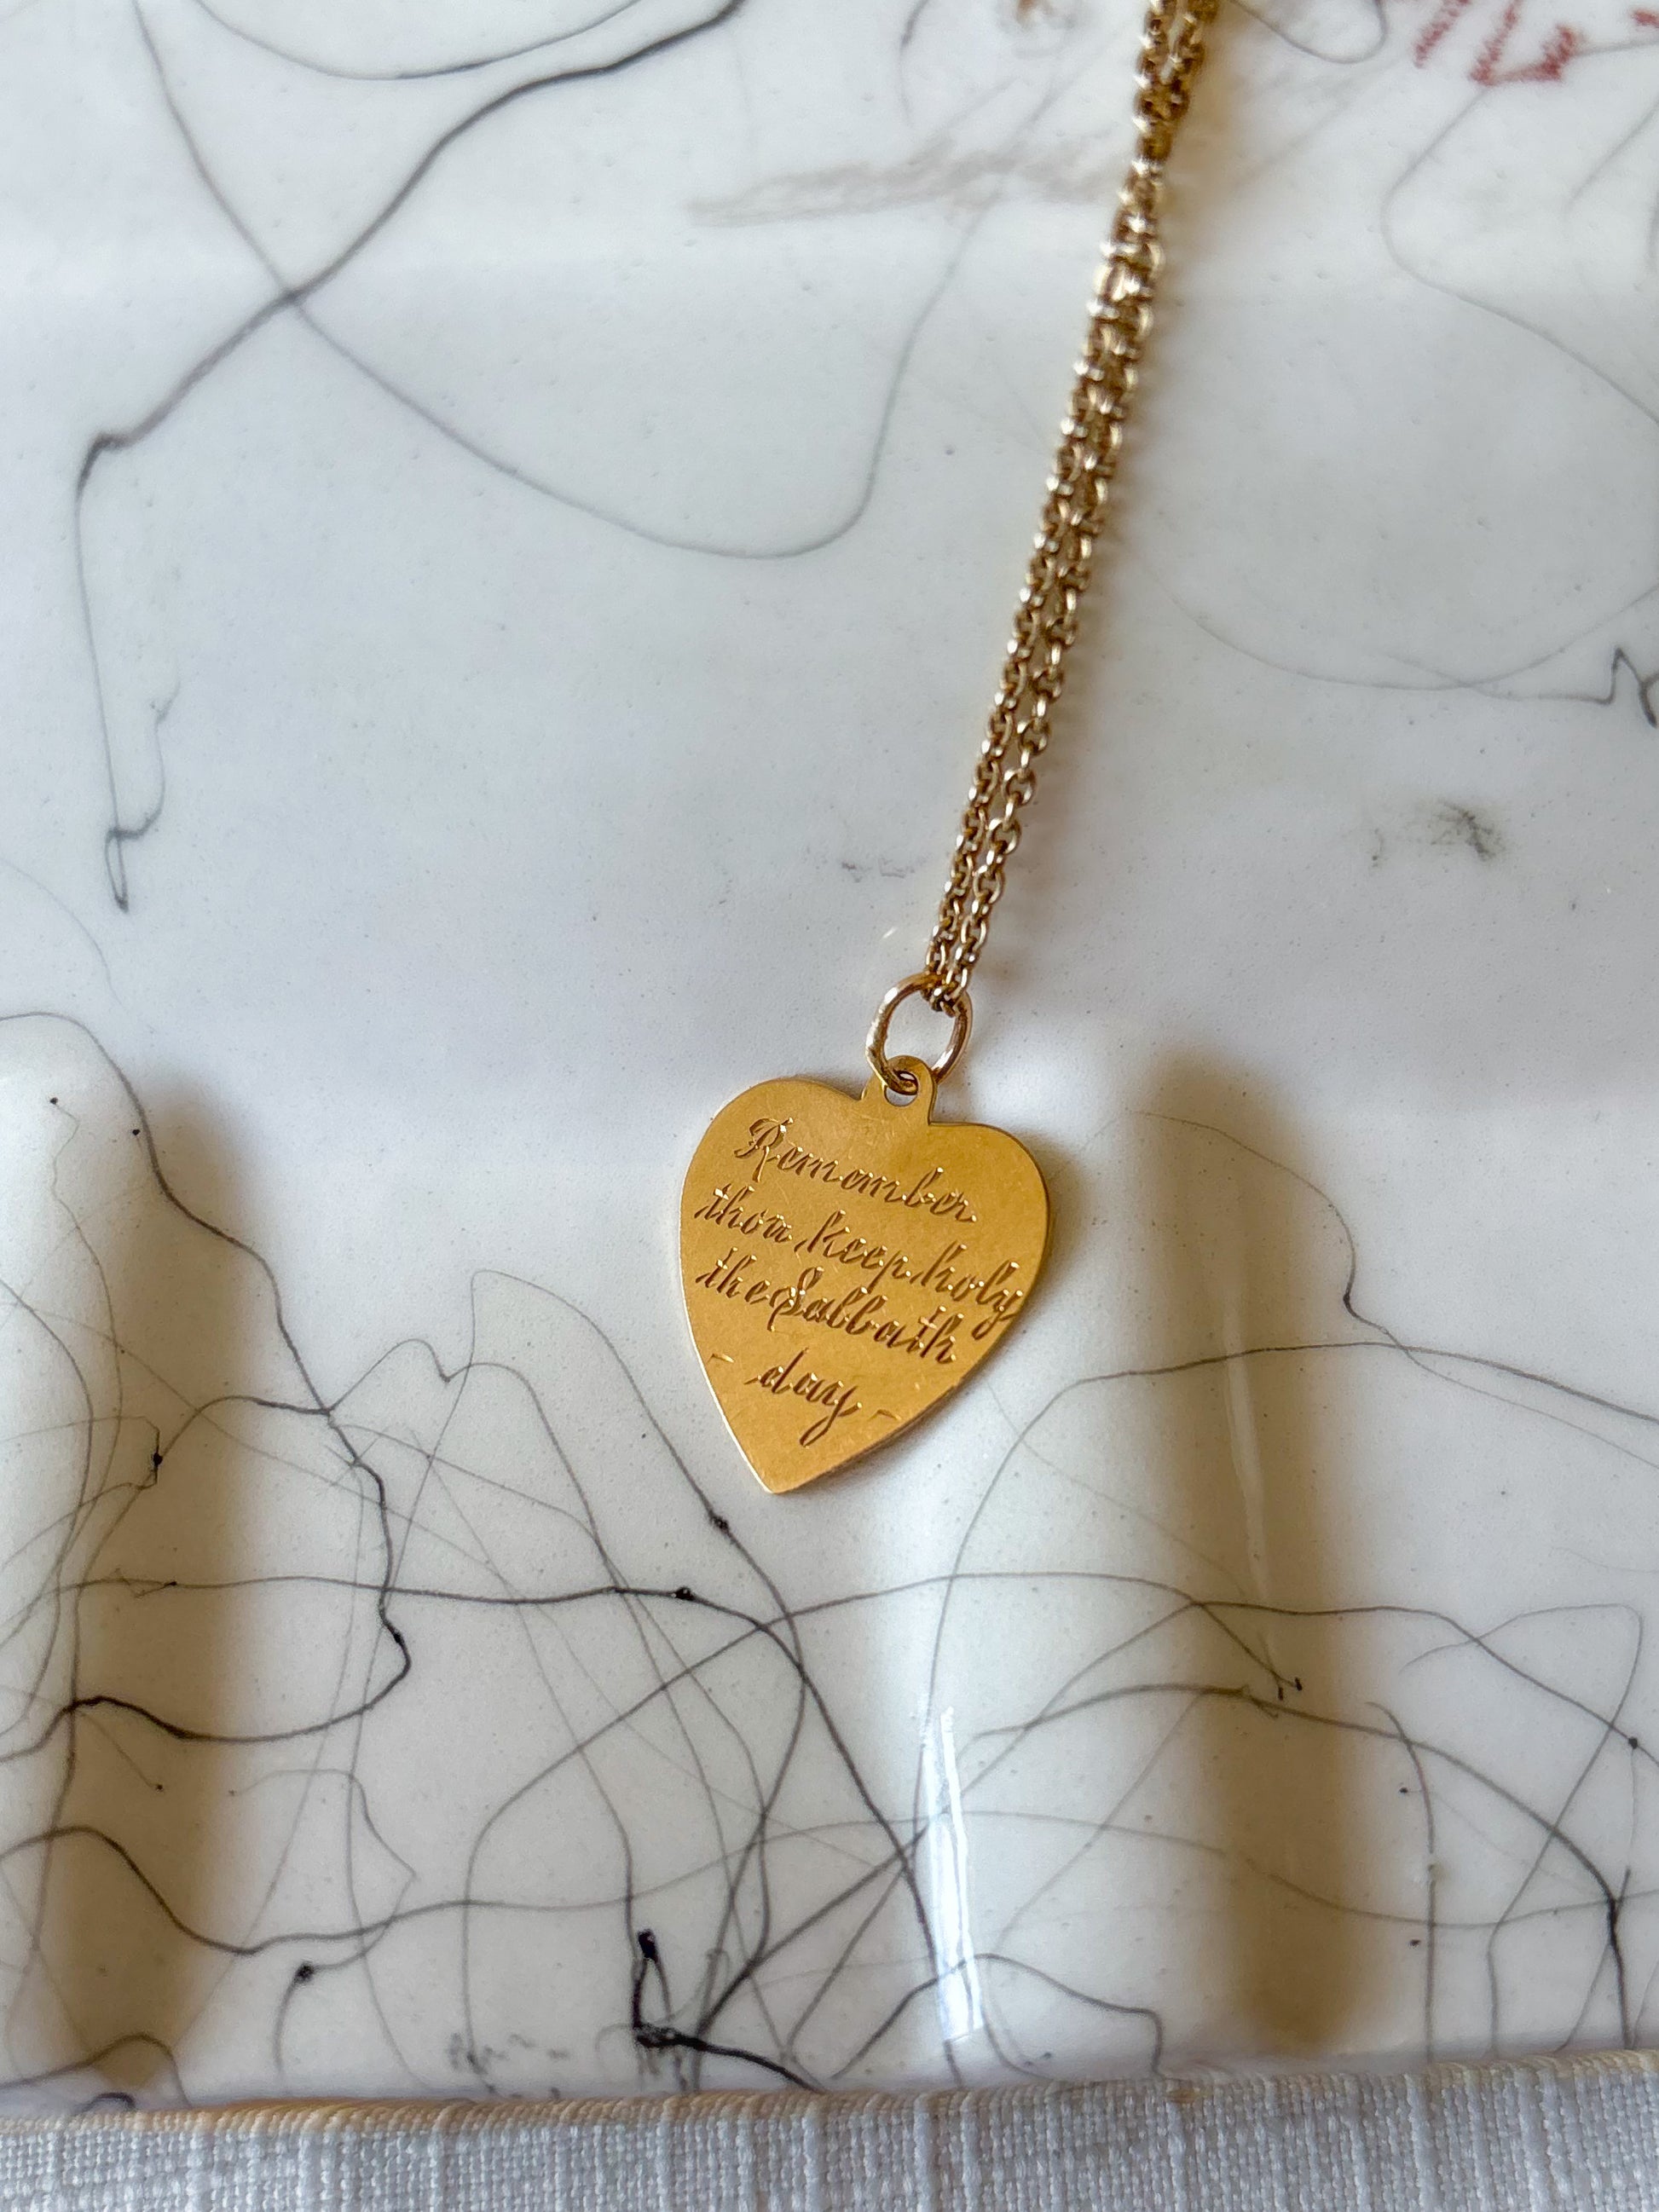 Remember
thou keep holy
the Sabbath
- day -